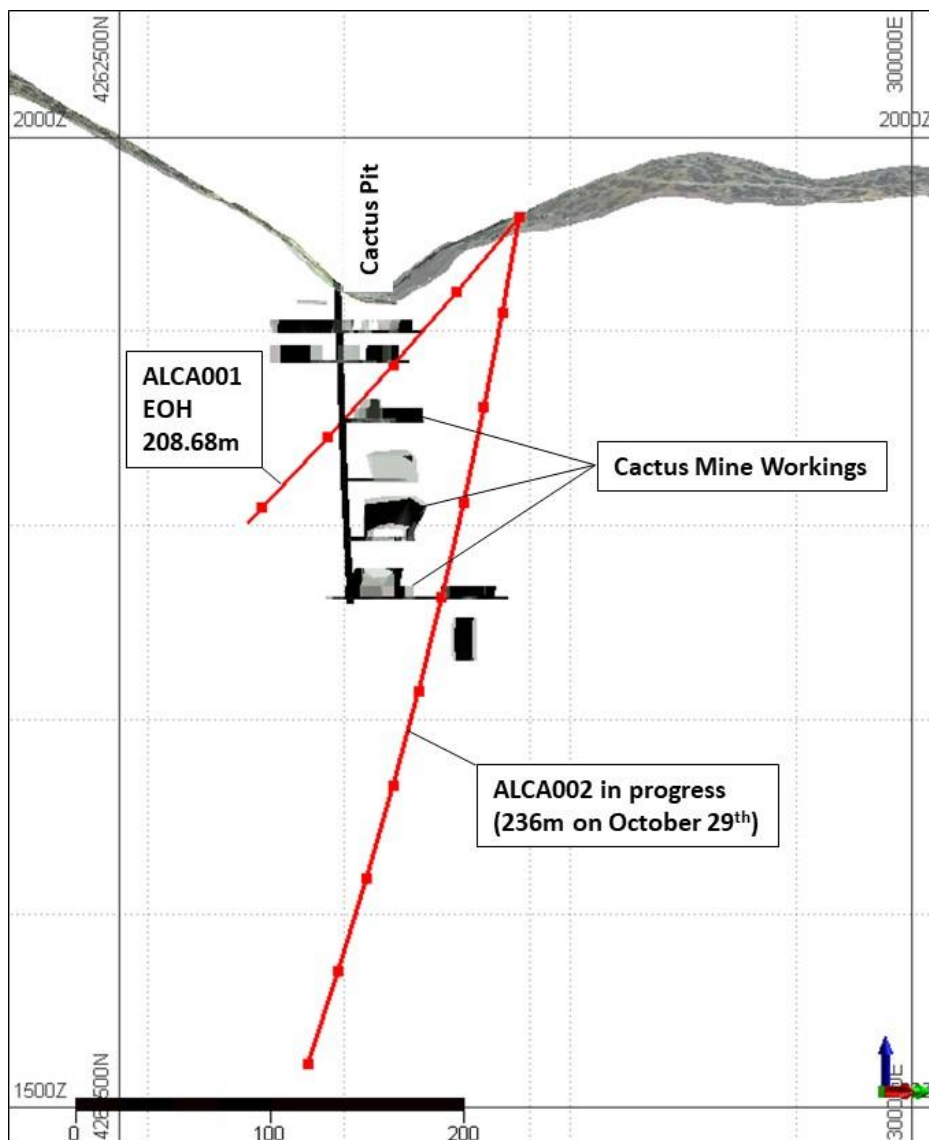 4262500N
300000E
2000Z
2000Z
Cactus Pit
ALCA001
EOH
208.68m
Cactus Mine Workings
ALCA002 in progress
(236m on October 29th)
1500Z
0
100
200